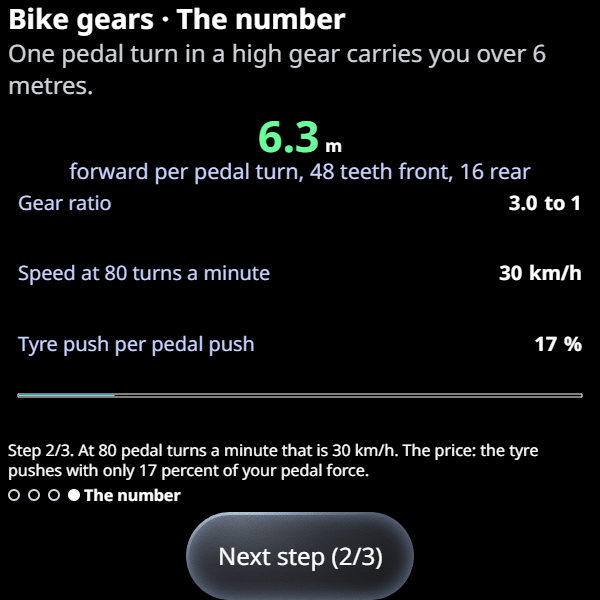 Bike gears · The number
One pedal turn in a high gear carries you over 6
metres.
6.3 m
forward per pedal turn, 48 teeth front, 16 rear
Gear ratio 3.0 to 1
Speed at 80 turns a minute 30 km/h
Tyre push per pedal push 17 %
Step 2/3. At 80 pedal turns a minute that is 30 km/h. The price: the tyre
pushes with only 17 percent of your pedal force.
The number
Next step (2/3)